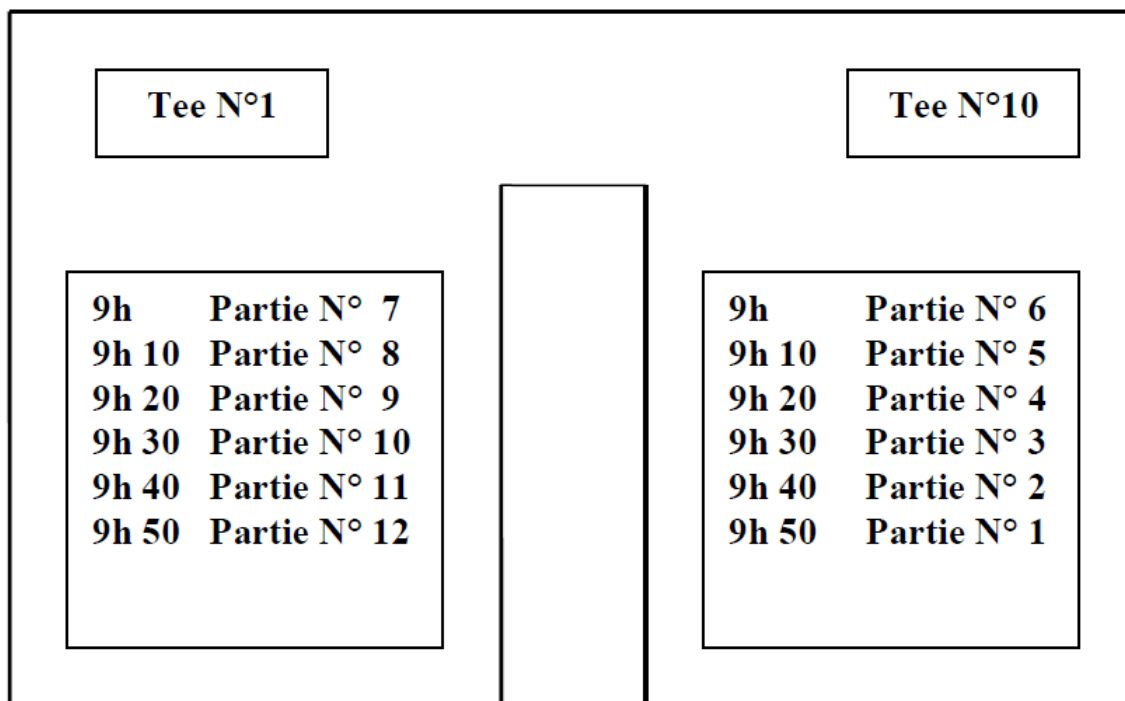 Tee N°1
Tee N°10
9h Partie N° 7
9h 10 Partie N° 8
9h 20 Partie N° 9
9h 30 Partie N° 10
9h 40 Partie N° 11
9h 50 Partie N° 12
9h Partie N° 6
9h 10 Partie N° 5
9h 20 Partie N° 4
9h 30 Partie N° 3
9h 40 Partie N° 2
9h 50 Partie N° 1